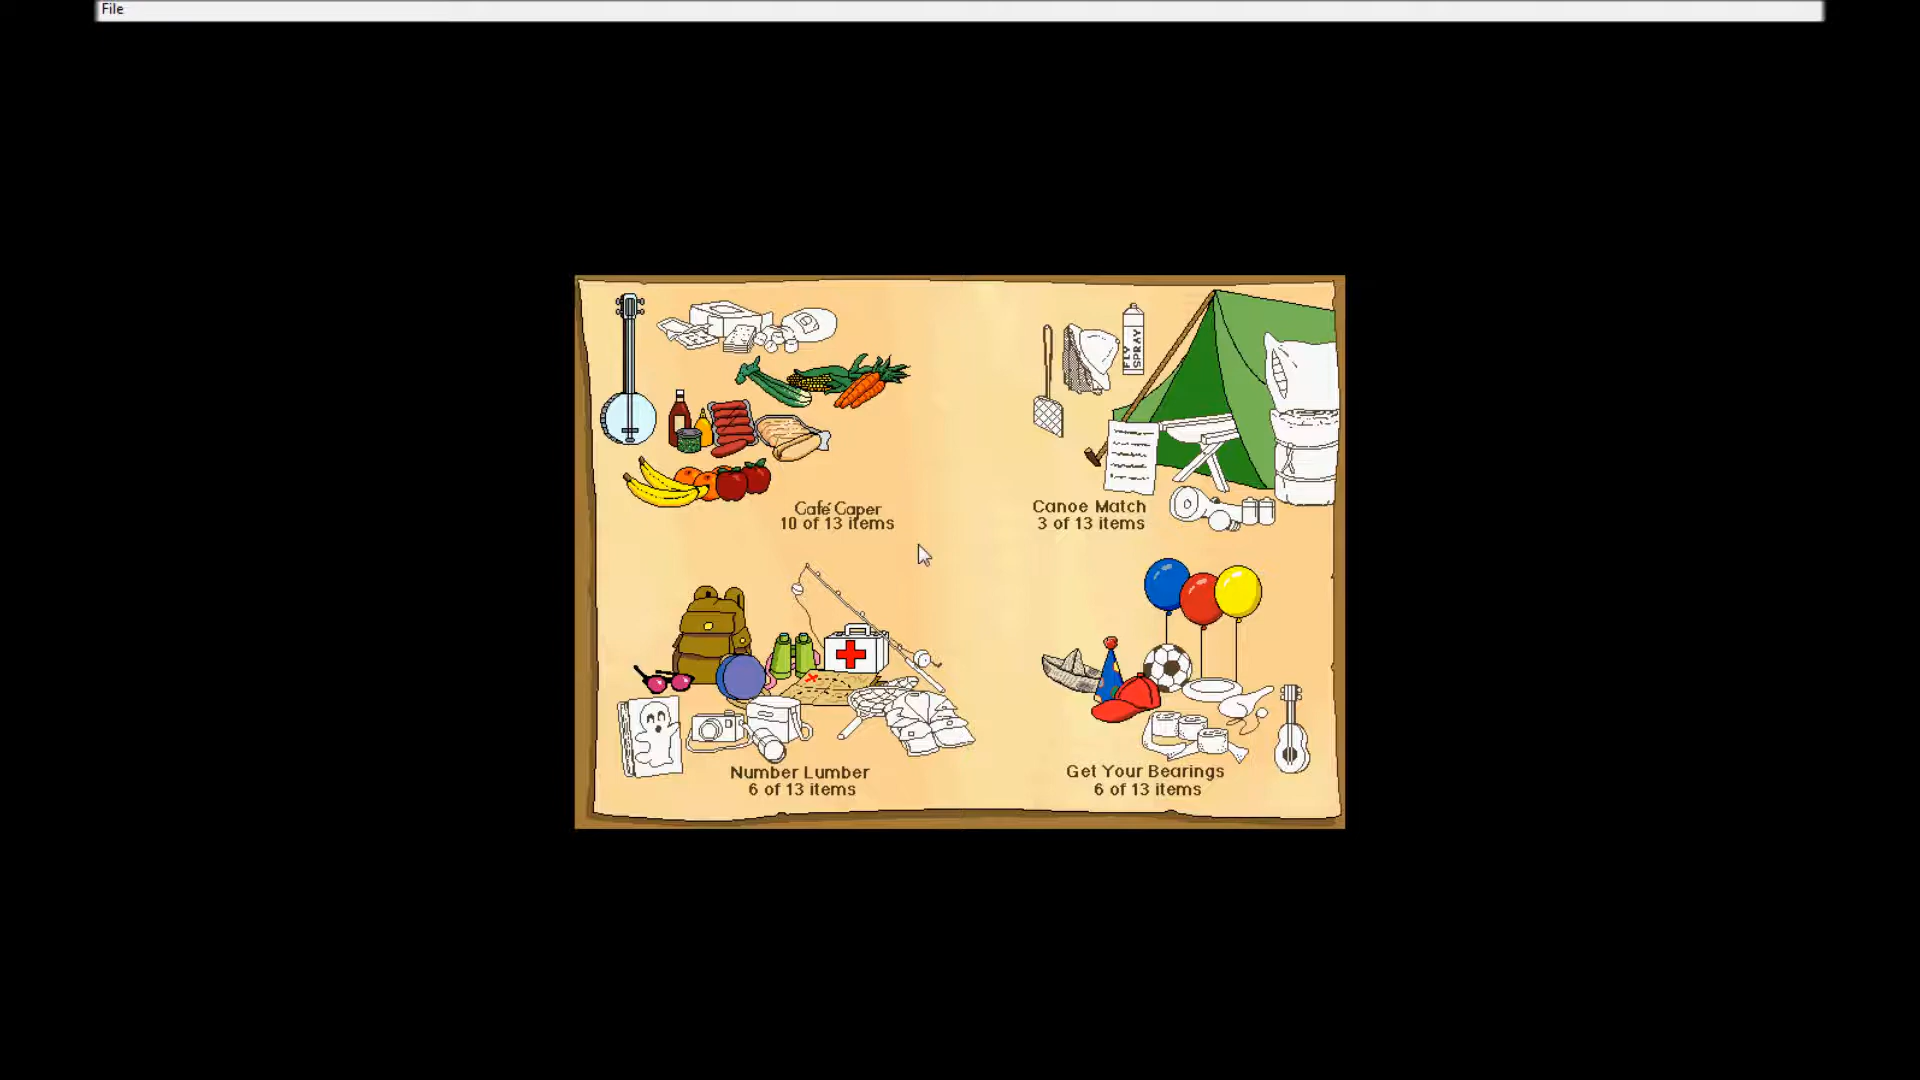 File
FLY
SPRAY
Café Caper
10 of 13 items
Canoe Match
3 of 13 items
Number Lumber
6 of 13 items
Get Your Bearings
6 of 13 items